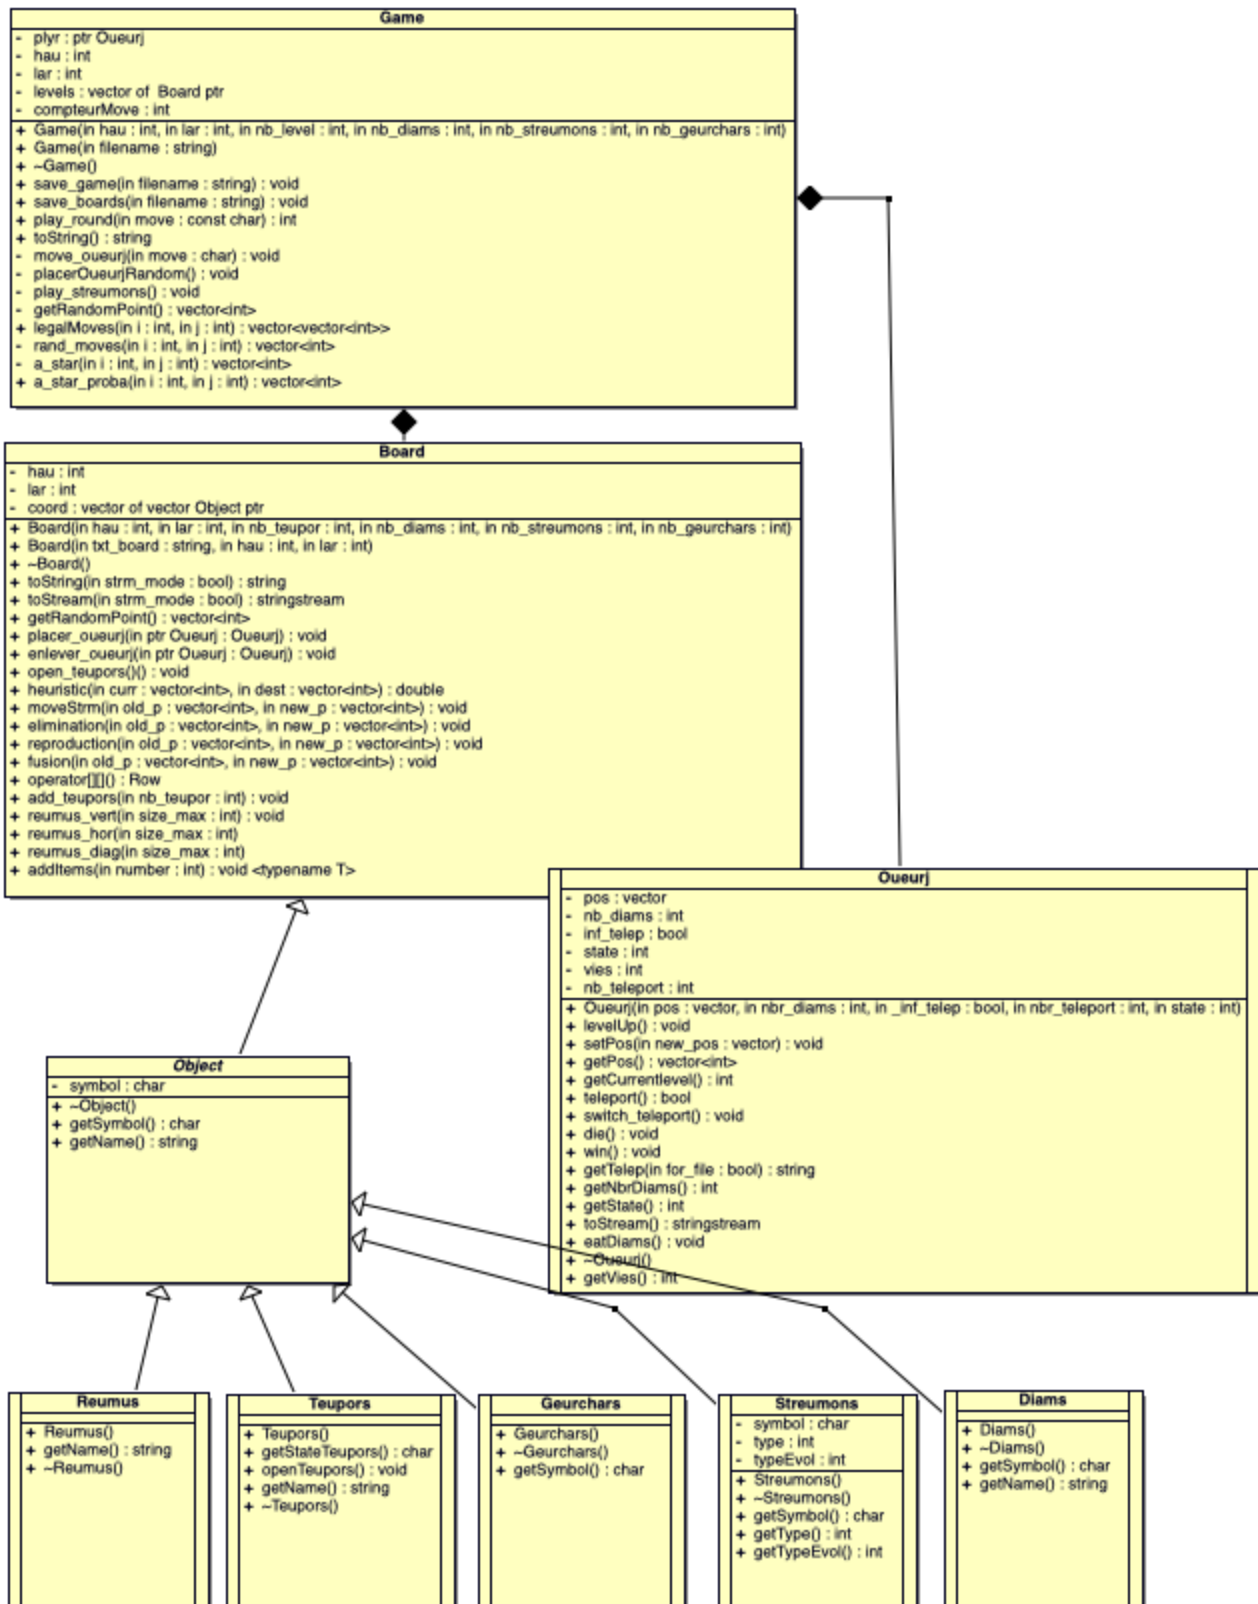 Game
- plyr : ptr Oueurj
- hau : int
- lar : int
- levels : vector of Board ptr
- compteurMove : int
+ Game(in hau : int, in lar : int, in nb_level : int, in nb_diams : int, in nb_streumons : int, in nb_geurchars : int)
+ Game(in filename : string)
+ ~Game()
+ save_game(in filename : string) : void
+ save_boards(in filename : string) : void
+ play_round(in move : const char) : int
+ toString() : string
- move_oueurj(in move : char) : void
- placerOueurjRandom() : void
- play_streumons() : void
- getRandomPoint() : vector<int>
+ legalMoves(in i : int, in j : int) : vector<vector<int>>
- rand_moves(in i : int, in j : int) : vector<int>
- a_star(in i : int, in j : int) : vector<int>
+ a_star_proba(in i : int, in j : int) : vector<int>
Board
- hau : int
- lar : int
- coord : vector of vector Object ptr
+ Board(in hau : int, in lar : int, in nb_teupor : int, in nb_diams : int, in nb_streumons : int, in nb_geurchars : int)
+ Board(in txt_board : string, in hau : int, in lar : int)
+ ~Board()
+ toString(in strm_mode : bool) : string
+ toStream(in strm_mode : bool) : stringstream
+ getRandomPoint() : vector<int>
+ placer_oueurj(in ptr Oueurj : Oueurj) : void
+ enlever_oueurj(in ptr Oueurj : Oueurj) : void
+ open_teupors()() : void
+ heuristic(in curr : vector<int>, in dest : vector<int>) : double
+ moveStrm(in old_p : vector<int>, in new_p : vector<int>) : void
+ elimination(in old_p : vector<int>, in new_p : vector<int>) : void
+ reproduction(in old_p : vector<int>, in new_p : vector<int>) : void
+ fusion(in old_p : vector<int>, in new_p : vector<int>) : void
+ operator[][]() : Row
+ add_teupors(in nb_teupor : int) : void
+ reumus_vert(in size_max : int) : void
+ reumus_hor(in size_max : int)
+ reumus_diag(in size_max : int)
+ addItems(in number : int) : void <typename T>
Oueurj
- pos : vector
- nb_diams : int
- inf_telep : bool
- state : int
- vies : int
- nb_teleport : int
+ Oueurj(in pos : vector, in nbr_diams : int, in _inf_telep : bool, in nbr_teleport : int, in state : int)
+ levelUp() : void
+ setPos(in new_pos : vector) : void
+ getPos() : vector<int>
+ getCurrentlevel() : int
+ teleport() : bool
+ switch_teleport() : void
+ die() : void
+ win() : void
+ getTelep(in for_file : bool) : string
+ getNbrDiams() : int
+ getState() : int
+ toStream() : stringstream
+ eatDiams() : void
+ ~Oueurj()
+ getVies() : int
Object
- symbol : char
+ ~Object()
+ getSymbol() : char
+ getName() : string
Reumus
+ Reumus()
+ getName() : string
+ ~Reumus()
Teupors
+ Teupors()
+ getStateTeupors() : char
+ openTeupors() : void
+ getName() : string
+ ~Teupors()
Geurchars
+ Geurchars()
+ ~Geurchars()
+ getSymbol() : char
Streumons
- symbol : char
- type : int
- typeEvol : int
+ Streumons()
+ ~Streumons()
+ getSymbol() : char
+ getType() : int
+ getTypeEvol() : int
Diams
+ Diams()
+ ~Diams()
+ getSymbol() : char
+ getName() : string